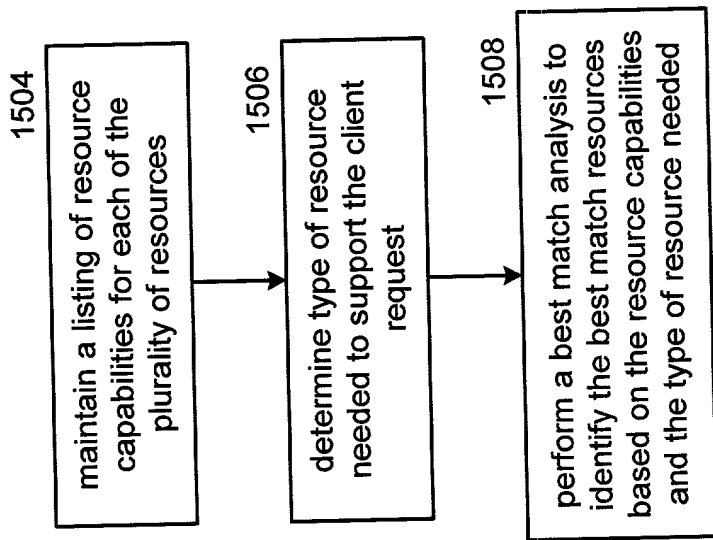 1504
maintain a listing of resource
capabilities for each of the
plurality of resources
1506
determine type of resource
needed to support the client
request
1508
perform a best match analysis to
identify the best match resources
based on the resource capabilities
and the type of resource needed